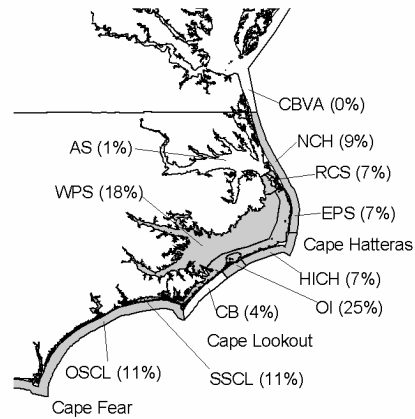 CBVA (0%)
NCH (9%)
AS (1%)
RCS (7%)
WPS (18%)
EPS (7%)
Cape Hatteras
HICH (7%)
OI (25%)
CB (4%)
Cape Lookout
OSCL (11%)
SSCL (11%)
Cape Fear